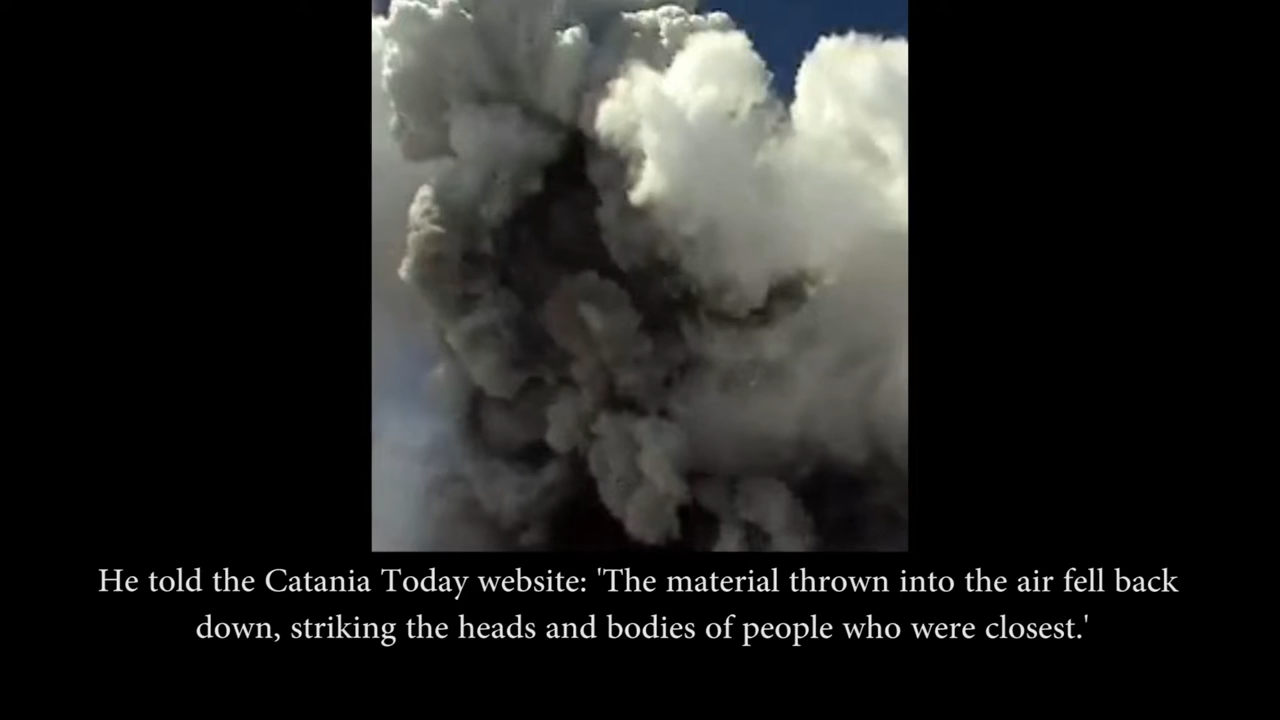 He told the Catania Today website: 'The material thrown into the air fell back
down, striking the heads and bodies of people who were closest.'